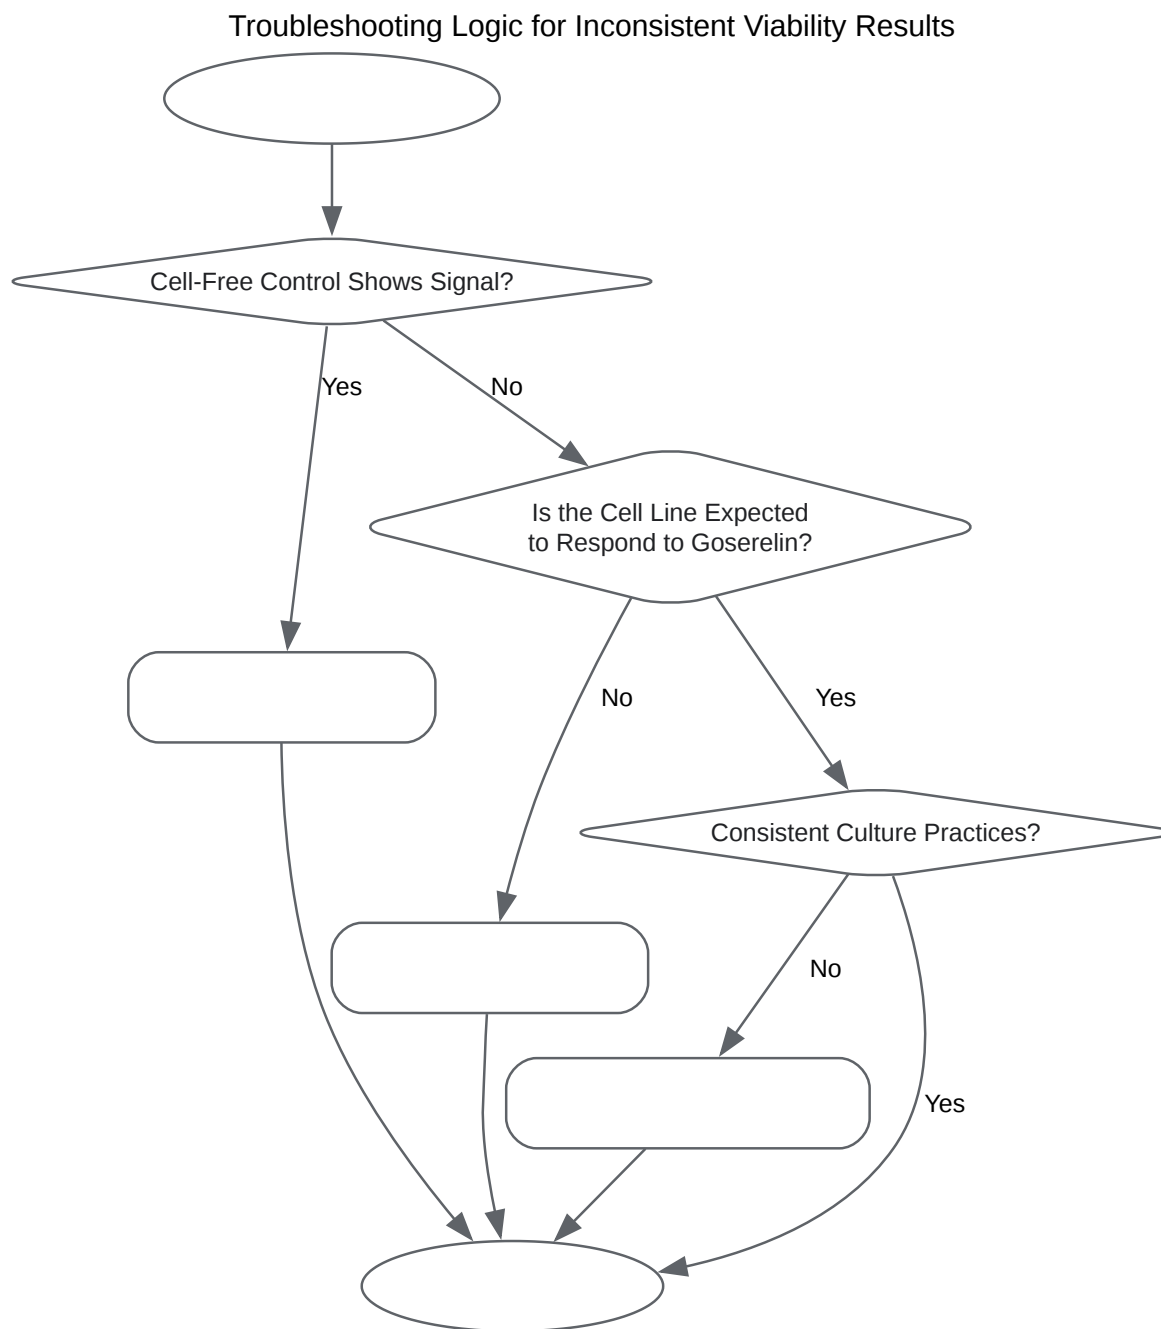 Troubleshooting Logic for Inconsistent Viability Results
Cell-Free Control Shows Signal?
Yes
No
Is the Cell Line Expected
to Respond to Goserelin?
No
Yes
Consistent Culture Practices?
No
Yes